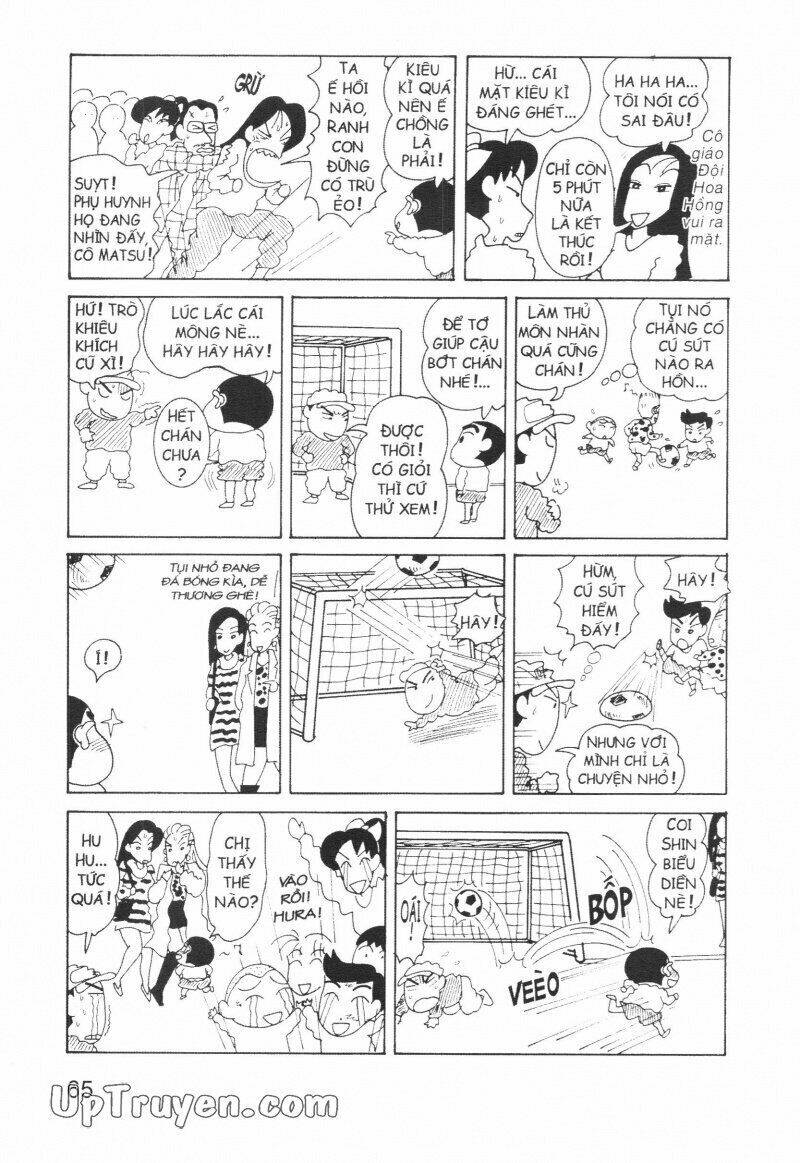 HA HA HA...
TÔI NÓI CÓ
SAI ĐÂU!
Cô
giáo
Đội
Hoa
Hồng
vui ra
mặt.
HỪ... CÁI
MẶT KIÊU KÌ
ĐÁNG GHÉT...
CHỈ CÒN
5 PHÚT
NỮA
LÀ KẾT
THÚC
RỒI!
KIÊU
KÌ QUÁ
NÊN Ế
CHỒNG
LÀ
PHẢI!
TA
Ế HỒI
NÀO,
RANH
CON
ĐỪNG
CÓ TRÙ
ẺO!
GRỪ
SUYT!
PHỤ HUYNH
HỌ ĐANG
NHÌN ĐẤY,
CÔ MATSU!
TỤI NÓ
CHẲNG CÓ
CÚ SÚT
NÀO RA
HỒN...
LÀM THỦ
MÔN NHÀN
QUÁ CŨNG
CHÁN!
ĐỂ TỚ
GIÚP CẬU
BỚT CHÁN
NHÉ!...
ĐƯỢC
THÔI!
CÓ GIỎI
THÌ CỨ
THỬ XEM!
LÚC LẮC CÁI
MÔNG NÈ...
HÂY HÂY HÂY!
HẾT
CHÁN
CHƯA
?
HỨ! TRÒ
KHIÊU
KHÍCH
CŨ XÌ!
HÂY!
HỪM,
CÚ SÚT
HIỂM
ĐẤY!
NHƯNG VỚI
MÌNH CHỈ LÀ
CHUYỆN NHỎ!
HÂY!
TỤI NHỎ ĐANG
ĐÁ BÓNG KÌA, DỄ
THƯƠNG GHÊ!
Í!
COI
SHIN
BIỂU
DIỄN
NÈ!
BỐP
VEÈO
OÁI!
VÀO
RỒI!
HURA!
CHỊ
THẤY
THẾ
NÀO?
HU
HU...
TỨC
QUÁ!
65
UpTruyen.com